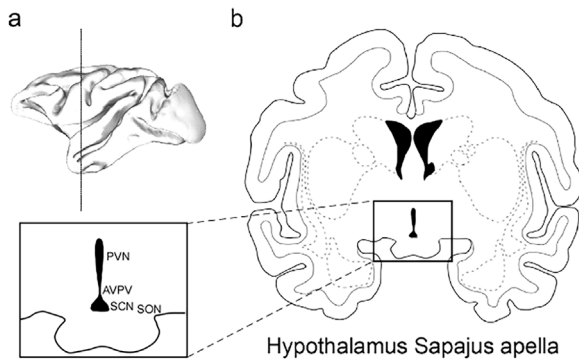 a
b
PVN
AVPV
SCN SON
Hypothalamus Sapajus apella